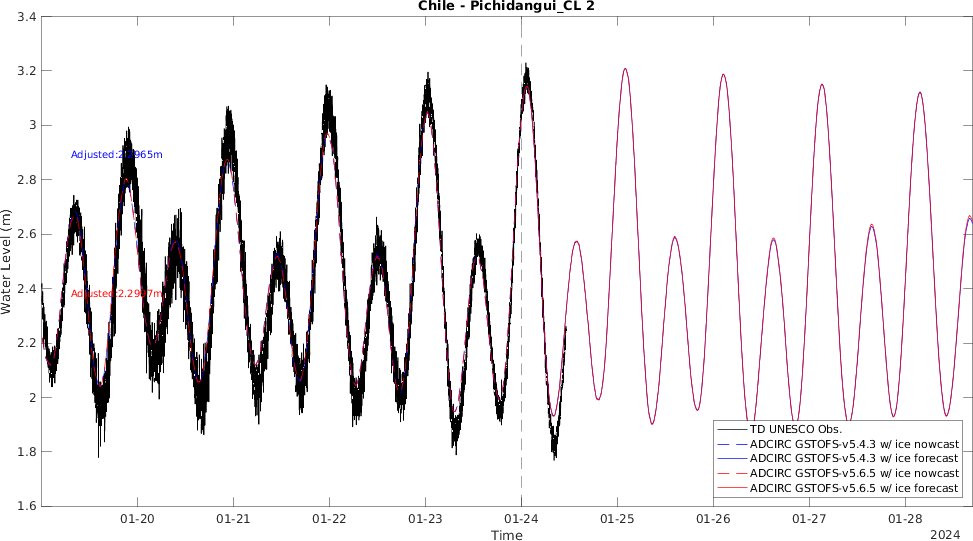 Chile - Pichidangui_CL 2
3.4
3.2
3
2.8
2.6
2.4
2.2
2
1.8
1.6
Water Level (m)
Adjusted:2.2965m
TD UNESCO Obs.
ADCIRC GSTOFS-v5.4.3 w/ ice nowcast
ADCIRC GSTOFS-v5.4.3 w/ ice forecast
ADCIRC GSTOFS-v5.6.5 w/ ice nowcast
ADCIRC GSTOFS-v5.6.5 w/ ice forecast
01-20
01-21
01-22
01-23
01-24
01-25
01-26
01-27
01-28
Time
2024